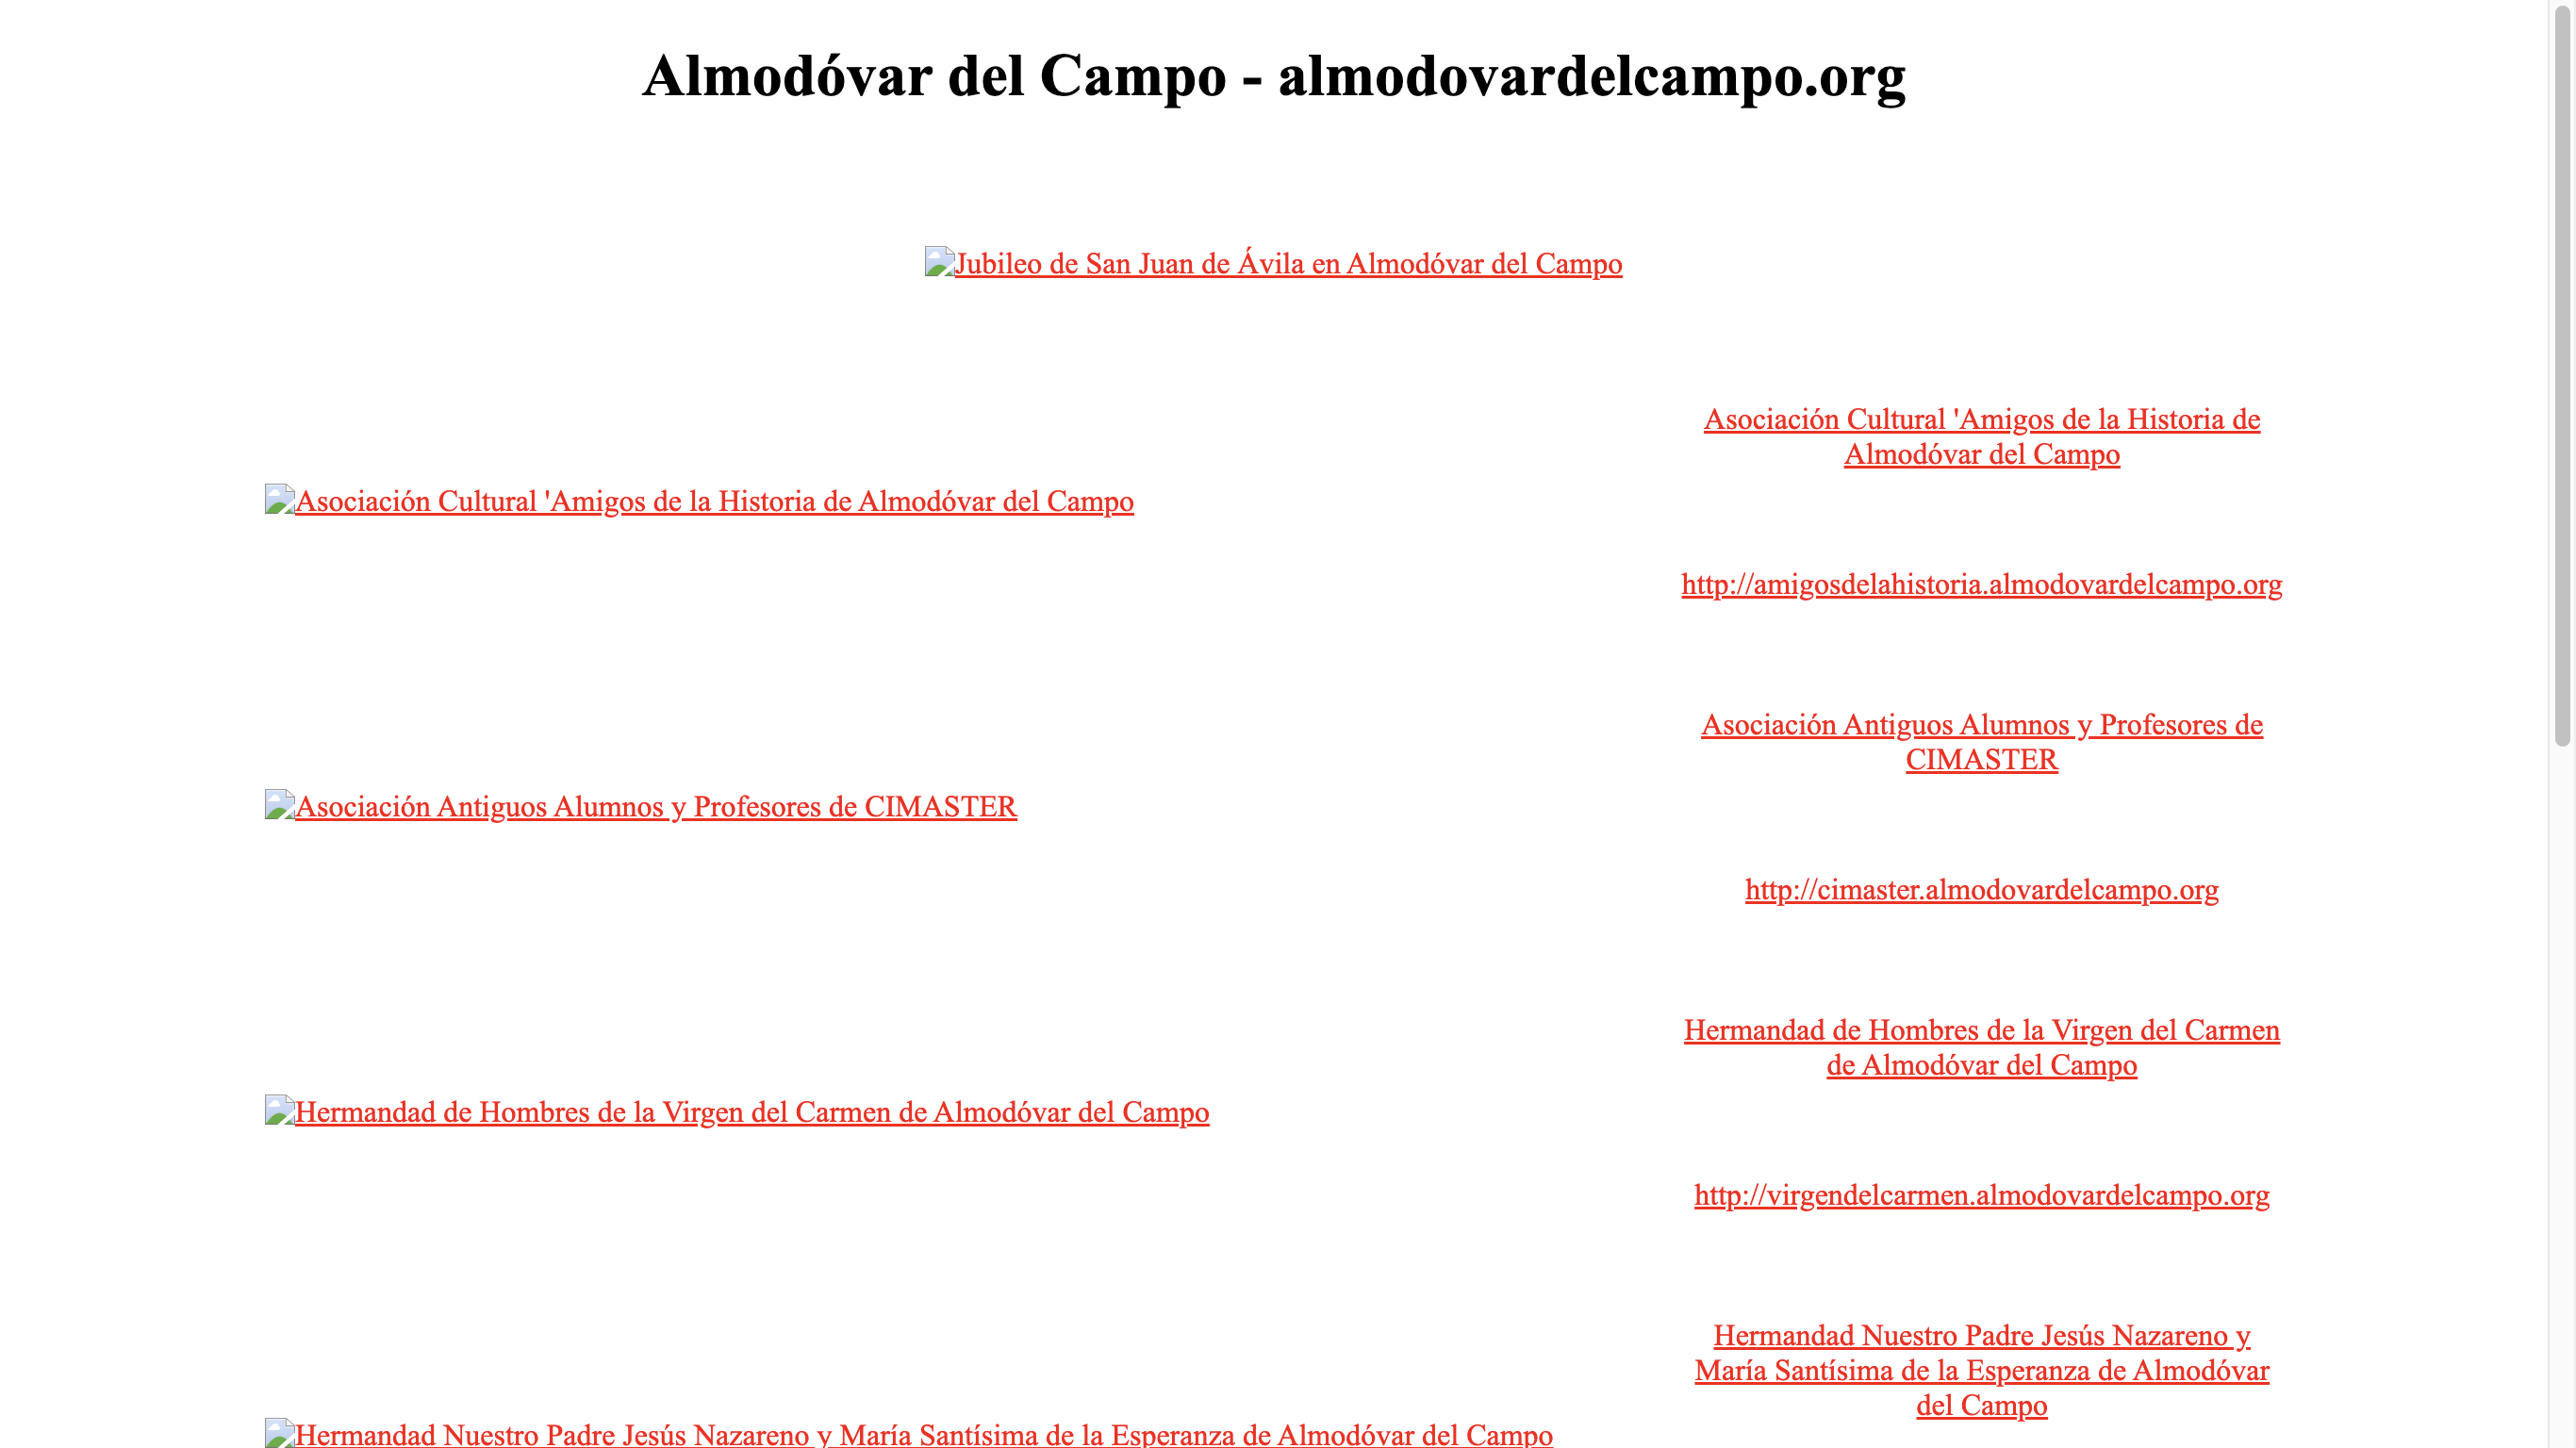 Almodóvar del Campo - almodovardelcampo.org
Jubileo de San Juan de Ávila en Almodóvar del Campo
Asociación Cultural 'Amigos de la Historia de Almodóvar del Campo
Asociación Cultural 'Amigos de la Historia de
Almodóvar del Campo
http://amigosdelahistoria.almodovardelcampo.org
Asociación Antiguos Alumnos y Profesores de CIMASTER
Asociación Antiguos Alumnos y Profesores de
CIMASTER
http://cimaster.almodovardelcampo.org
Hermandad de Hombres de la Virgen del Carmen de Almodóvar del Campo
Hermandad de Hombres de la Virgen del Carmen
de Almodóvar del Campo
http://virgendelcarmen.almodovardelcampo.org
Hermandad Nuestro Padre Jesús Nazareno y María Santísima de la Esperanza de Almodóvar del Campo
Hermandad Nuestro Padre Jesús Nazareno y
María Santísima de la Esperanza de Almodóvar
del Campo